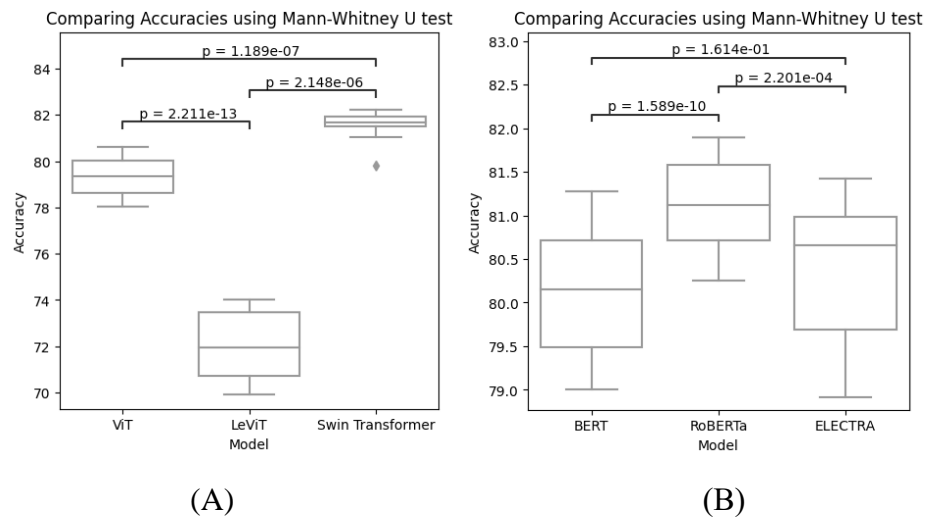 Comparing Accuracies using Mann-Whitney U test
84
82
80
78
76
74
72
70
Accuracy
p = 1.189e-07
p = 2.148e-06
p = 2.211e-13
ViT
LeViT
Swin Transformer
Model
(A)
Comparing Accuracies using Mann-Whitney U test
83.0
82.5
82.0
81.5
81.0
80.5
80.0
79.5
79.0
Accuracy
p = 1.614e-01
p = 2.201e-04
p = 1.589e-10
BERT
RoBERTa
ELECTRA
Model
(B)